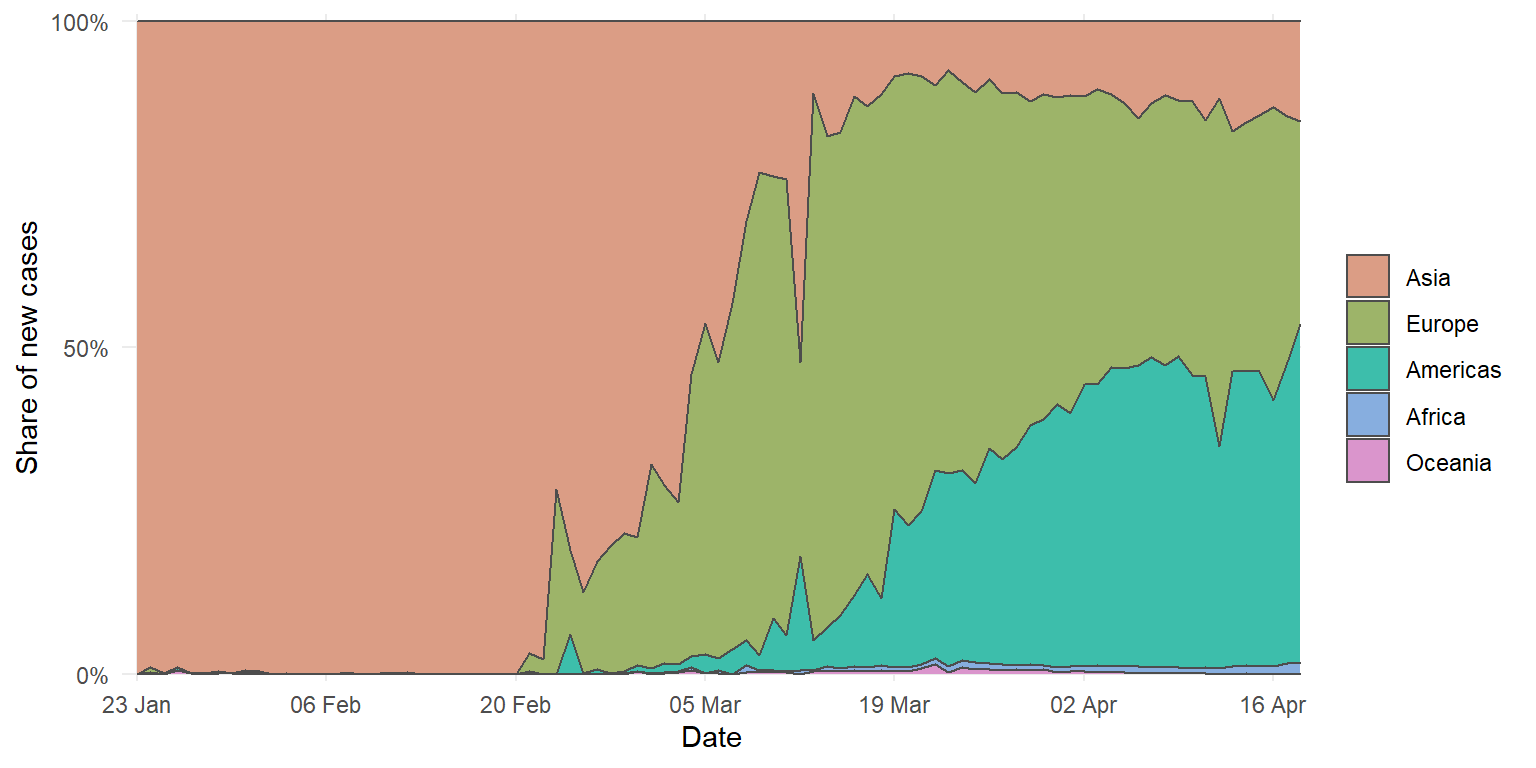 100%
50%
0%
Share of new cases
23 Jan
06 Feb
20 Feb
05 Mar
19 Mar
02 Apr
16 Apr
Date
Asia
Europe
Americas
Africa
Oceania